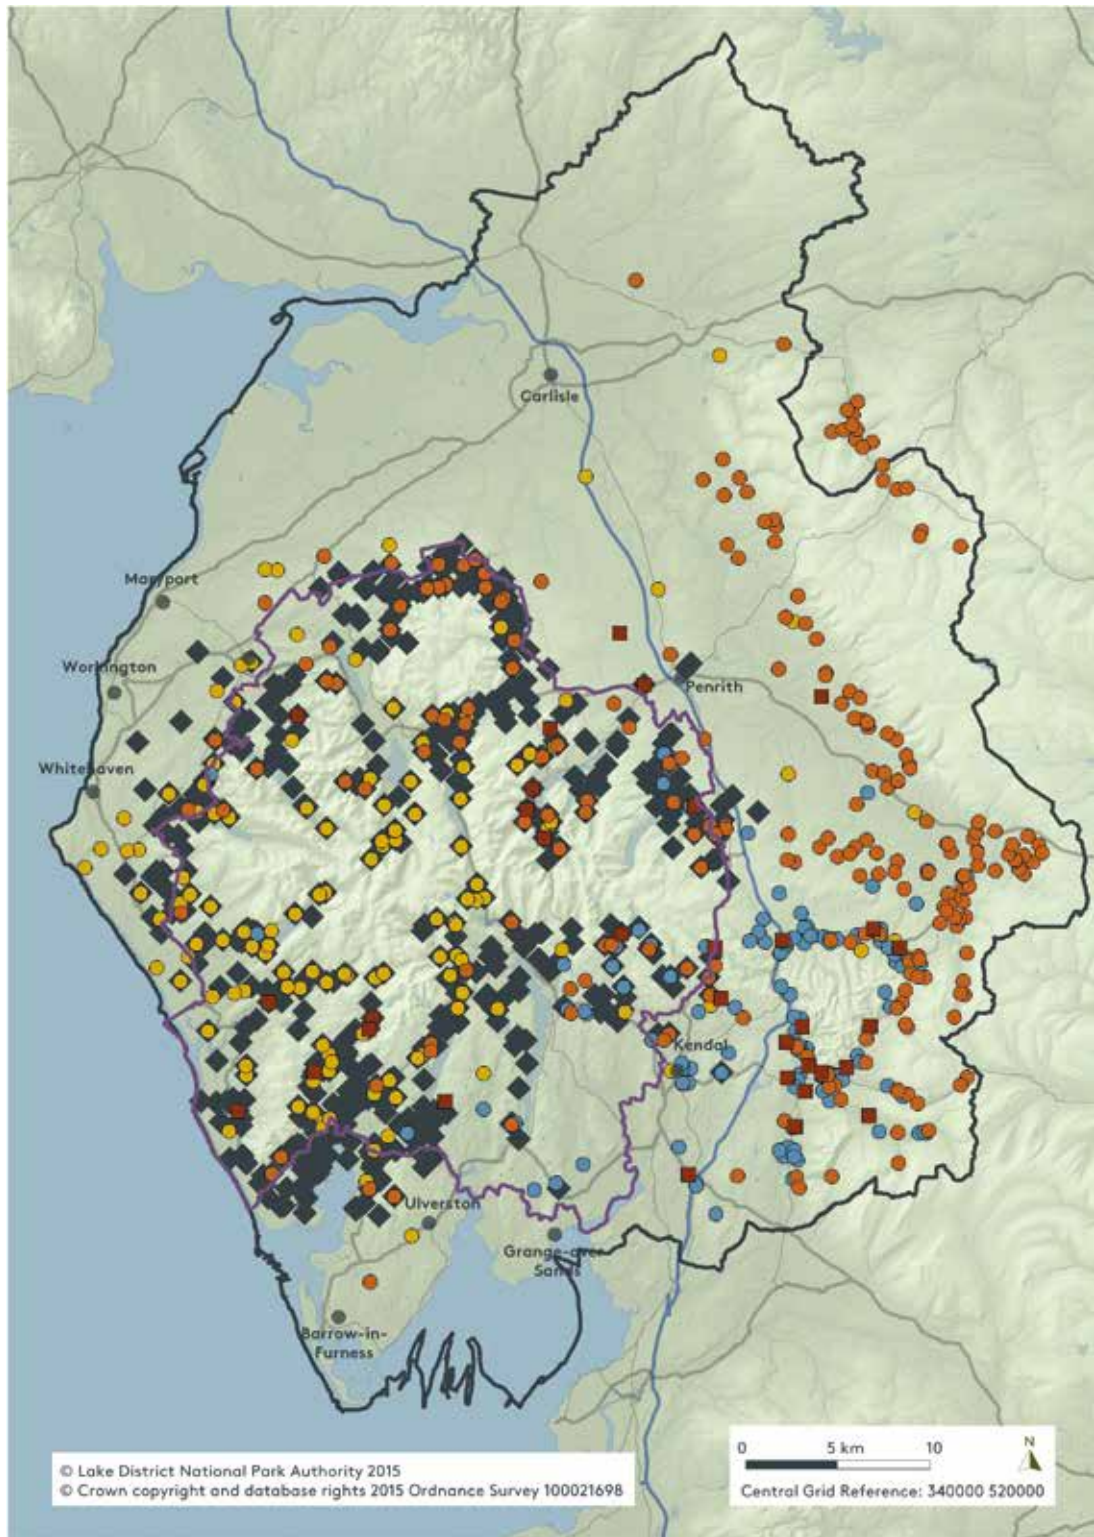 Carlisle
Maryport
Workington
Penrith
Whitehaven
Kendal
Ulverston
Grange-over
Sands
Barrow-in-
Furness
0 5 km 10
N
Central Grid Reference: 340000 520000
© Lake District National Park Authority 2015
© Crown copyright and database rights 2015 Ordnance Survey 100021698